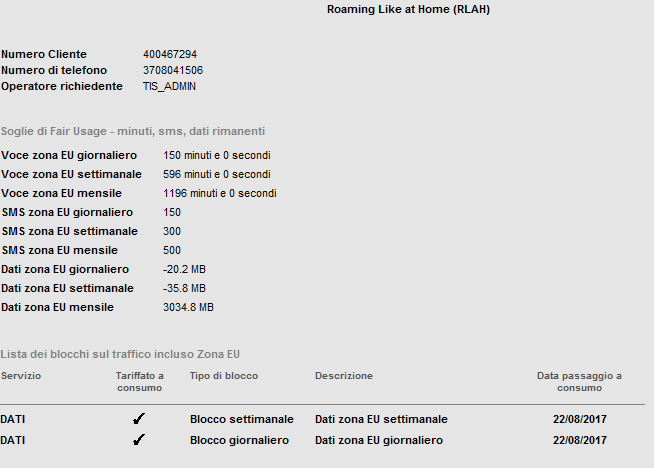 Roaming Like at Home (RLAH)
Numero Cliente 400467294
Numero di telefono 3708041506
Operatore richiedente TIS_ADMIN
Soglie di Fair Usage - minuti, sms, dati rimanenti
Voce zona EU giornaliero 150 minuti e 0 secondi
Voce zona EU settimanale 596 minuti e 0 secondi
Voce zona EU mensile 1196 minuti e 0 secondi
SMS zona EU giornaliero 150
SMS zona EU settimanale 300
SMS zona EU mensile 500
Dati zona EU giornaliero -20.2 MB
Dati zona EU settimanale -35.8 MB
Dati zona EU mensile 3034.8 MB
Lista dei blocchi sul traffico incluso Zona EU
Servizio Tariffato a consumo Tipo di blocco Descrizione Data passaggio a consumo
DATI ✓ Blocco settimanale Dati zona EU settimanale 22/08/2017
DATI ✓ Blocco giornaliero Dati zona EU giornaliero 22/08/2017